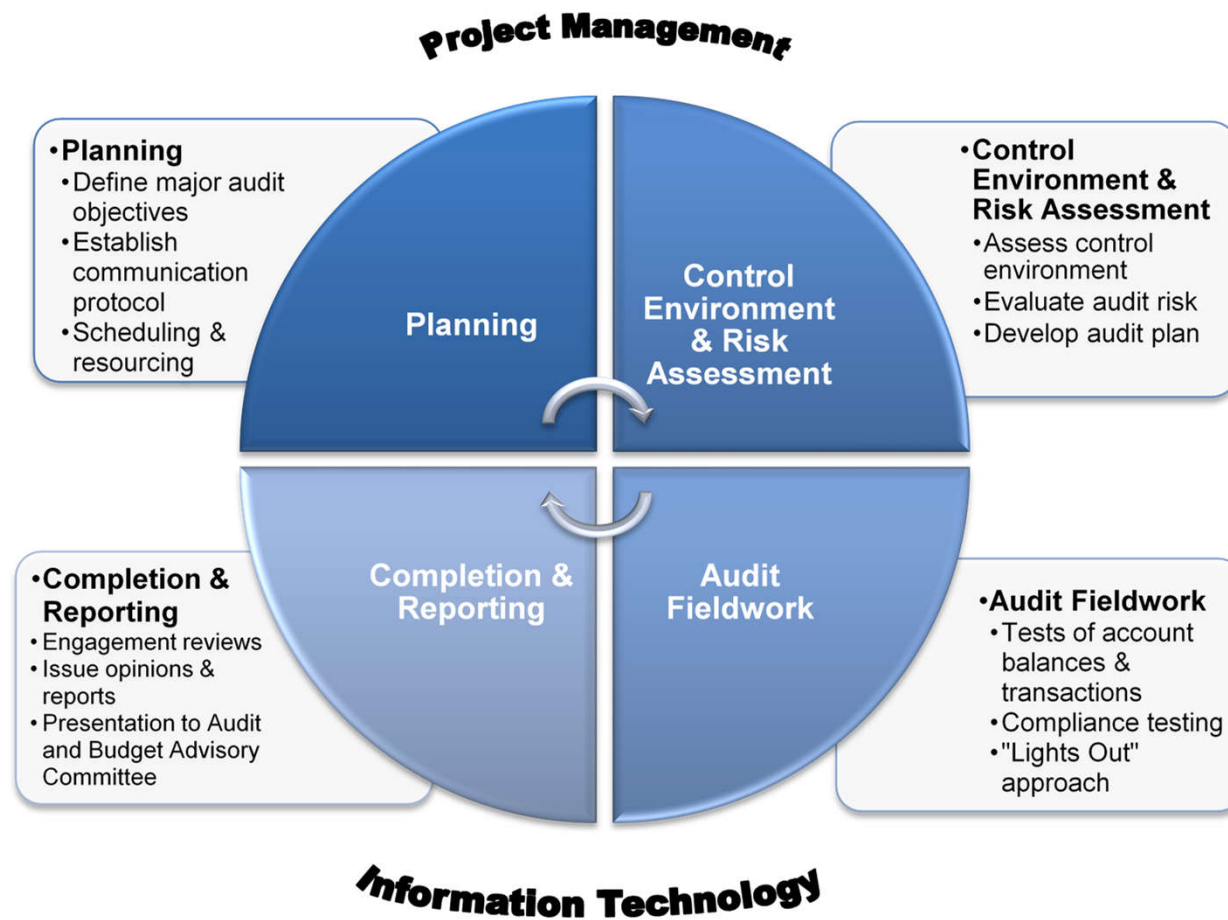 Project Management
•Planning
•Define major audit
objectives
•Establish
communication
protocol
•Scheduling &
resourcing
Planning
Control
Environment
& Risk
Assessment
•Control
Environment &
Risk Assessment
•Assess control
environment
•Evaluate audit risk
•Develop audit plan
•Completion &
Reporting
•Engagement reviews
•Issue opinions &
reports
•Presentation to Audit
and Budget Advisory
Committee
Completion &
Reporting
Audit
Fieldwork
•Audit Fieldwork
•Tests of account
balances &
transactions
•Compliance testing
•"Lights Out"
approach
Information Technology